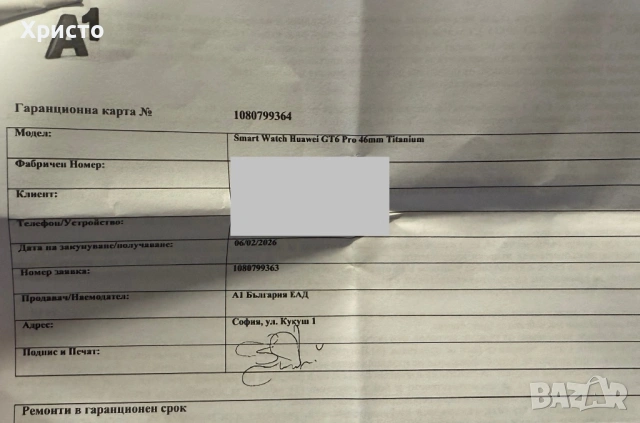 Христо
A1
Гаранционна карта № 1080799364
Модел: Smart Watch Huawei GT6 Pro 46mm Titanium
Фабричен Номер:
Клиент:
Телефон/Устройство:
Дата на закупуване/получаване: 06/02/2026
Номер заявка: 1080799363
Продавач/Наемодател: А1 България ЕАД
Адрес: София, ул. Кукуш 1
Подпис и Печат:
Ремонти в гаранционен срок
BAZAR